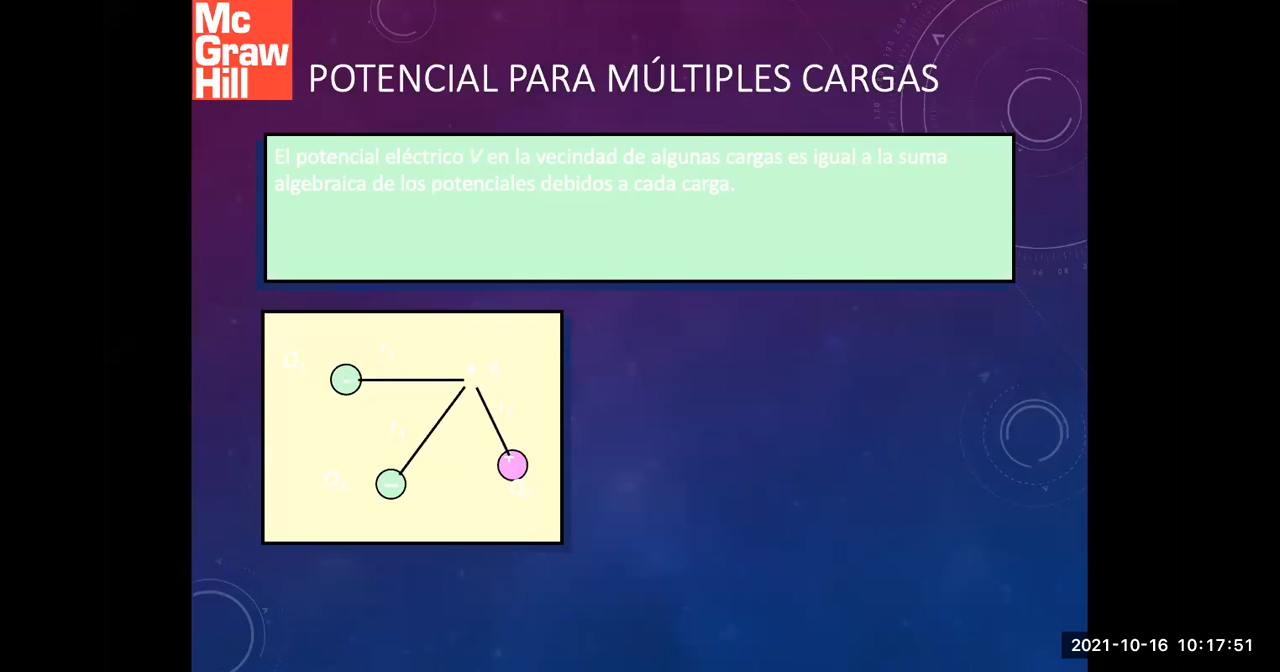 Mc
Graw
Hill
POTENCIAL PARA MÚLTIPLES CARGAS
El potencial eléctrico V en la vecindad de algunas cargas es igual a la suma
algebraica de los potenciales debidos a cada carga.
2021-10-16 10:17:51